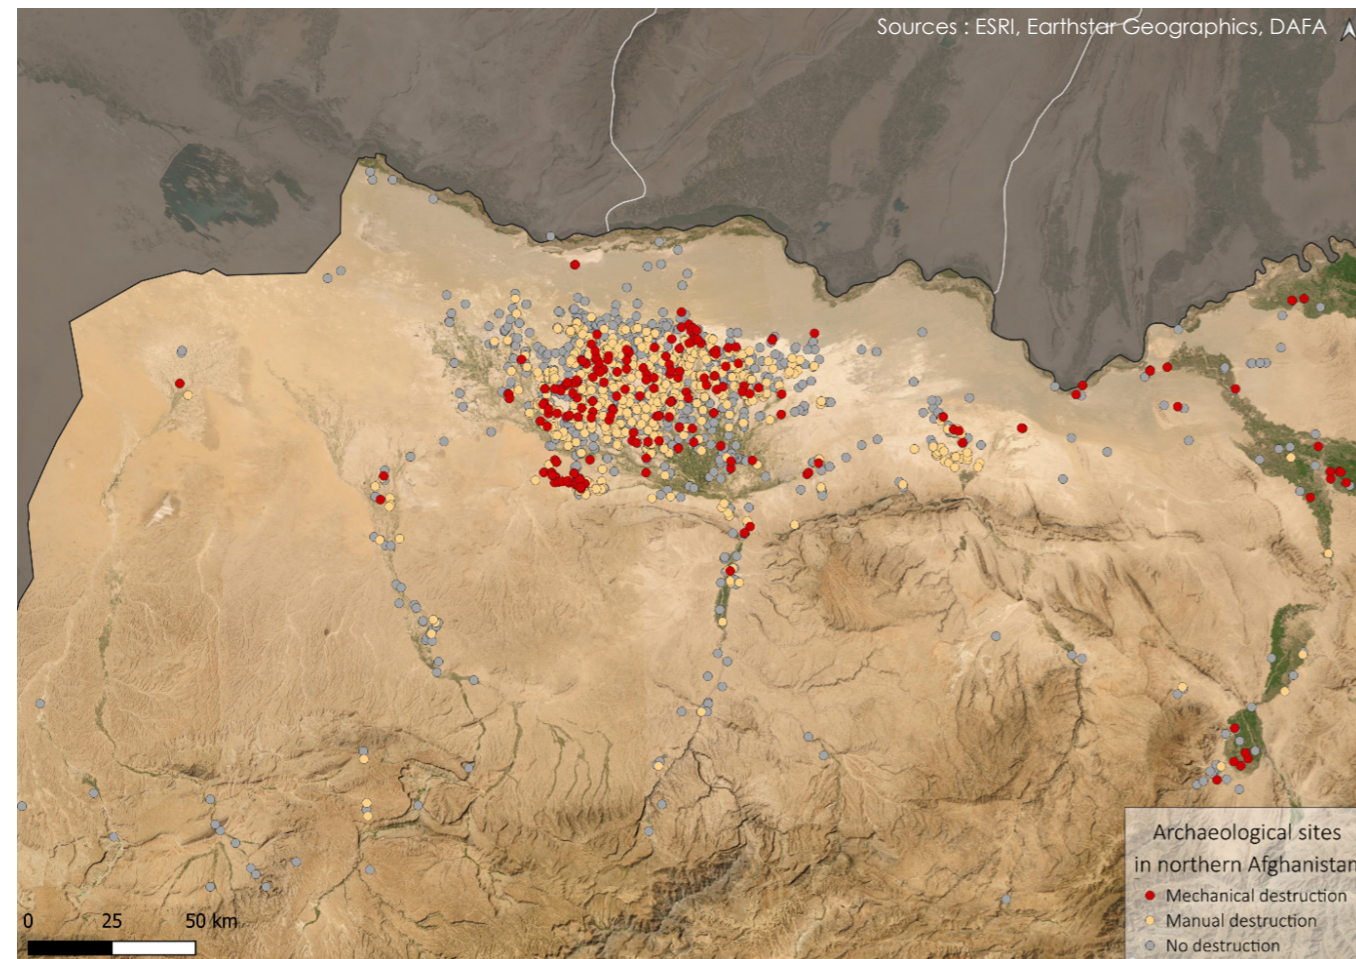 Sources : ESRI, Earthstar Geographics, DAFA
Archaeological sites
in northern Afghanistan
Mechanical destruction
Manual destruction
No destruction
0 25 50 km